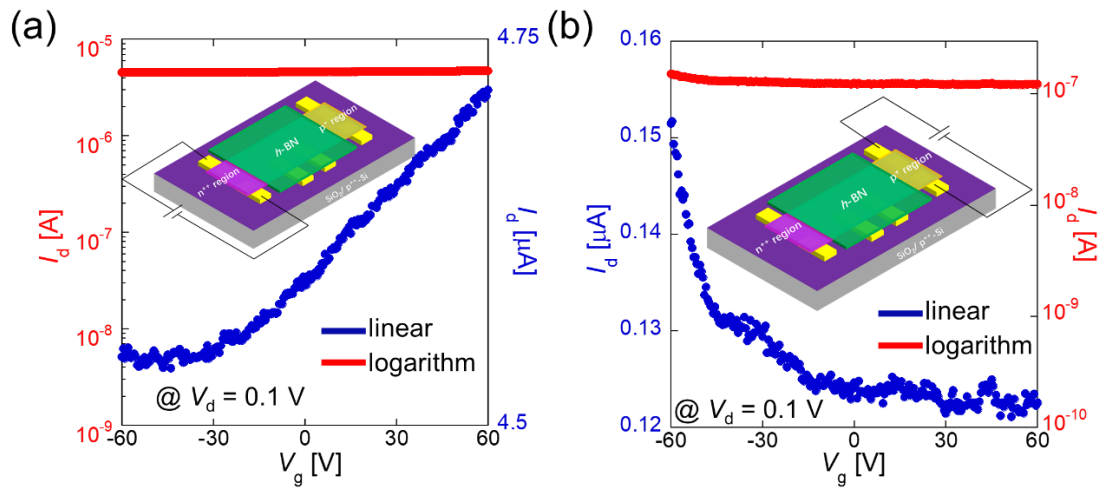 (a)
10⁻⁵
10⁻⁶
10⁻⁷
10⁻⁸
10⁻⁹
I_d [A]
4.75
4.5
I_d [μA]
p⁺ region
h-BN
n⁺⁺ region
SiO₂/ p⁺⁺-Si
linear
logarithm
@ V_d = 0.1 V
-60 -30 0 30 60
V_g [V]
(b)
0.16
0.15
0.14
0.13
0.12
I_d [μA]
10⁻⁷
10⁻⁸
10⁻⁹
10⁻¹⁰
I_d [A]
p⁺ region
h-BN
n⁺⁺ region
SiO₂/ p⁺⁺-Si
linear
logarithm
@ V_d = 0.1 V
-60 -30 0 30 60
V_g [V]